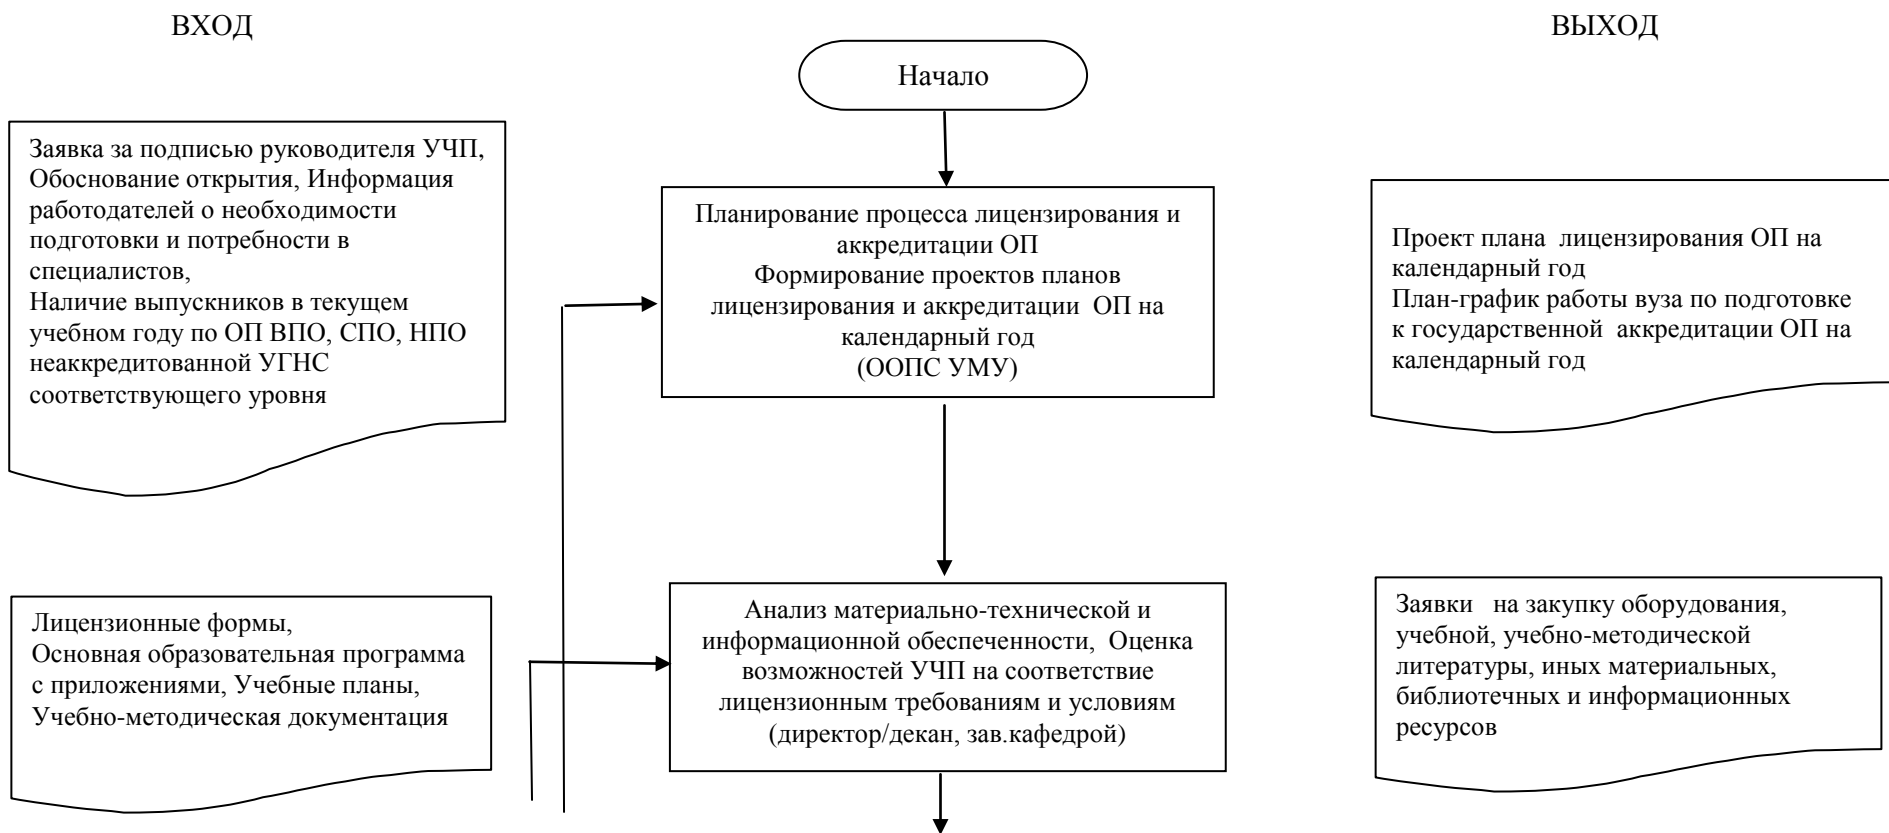 ВХОД
ВЫХОД
Начало
Заявка за подписью руководителя УЧП,
Обоснование открытия, Информация
работодателей о необходимости
подготовки и потребности в
специалистов,
Наличие выпускников в текущем
учебном году по ОП ВПО, СПО, НПО
неаккредитованной УГНС
соответствующего уровня
Планирование процесса лицензирования и
аккредитации ОП
Формирование проектов планов
лицензирования и аккредитации ОП на
календарный год
(ООПС УМУ)
Проект плана лицензирования ОП на
календарный год
План-график работы вуза по подготовке
к государственной аккредитации ОП на
календарный год
Лицензионные формы,
Основная образовательная программа
с приложениями, Учебные планы,
Учебно-методическая документация
Анализ материально-технической и
информационной обеспеченности, Оценка
возможностей УЧП на соответствие
лицензионным требованиям и условиям
(директор/декан, зав.кафедрой)
Заявки на закупку оборудования,
учебной, учебно-методической
литературы, иных материальных,
библиотечных и информационных
ресурсов